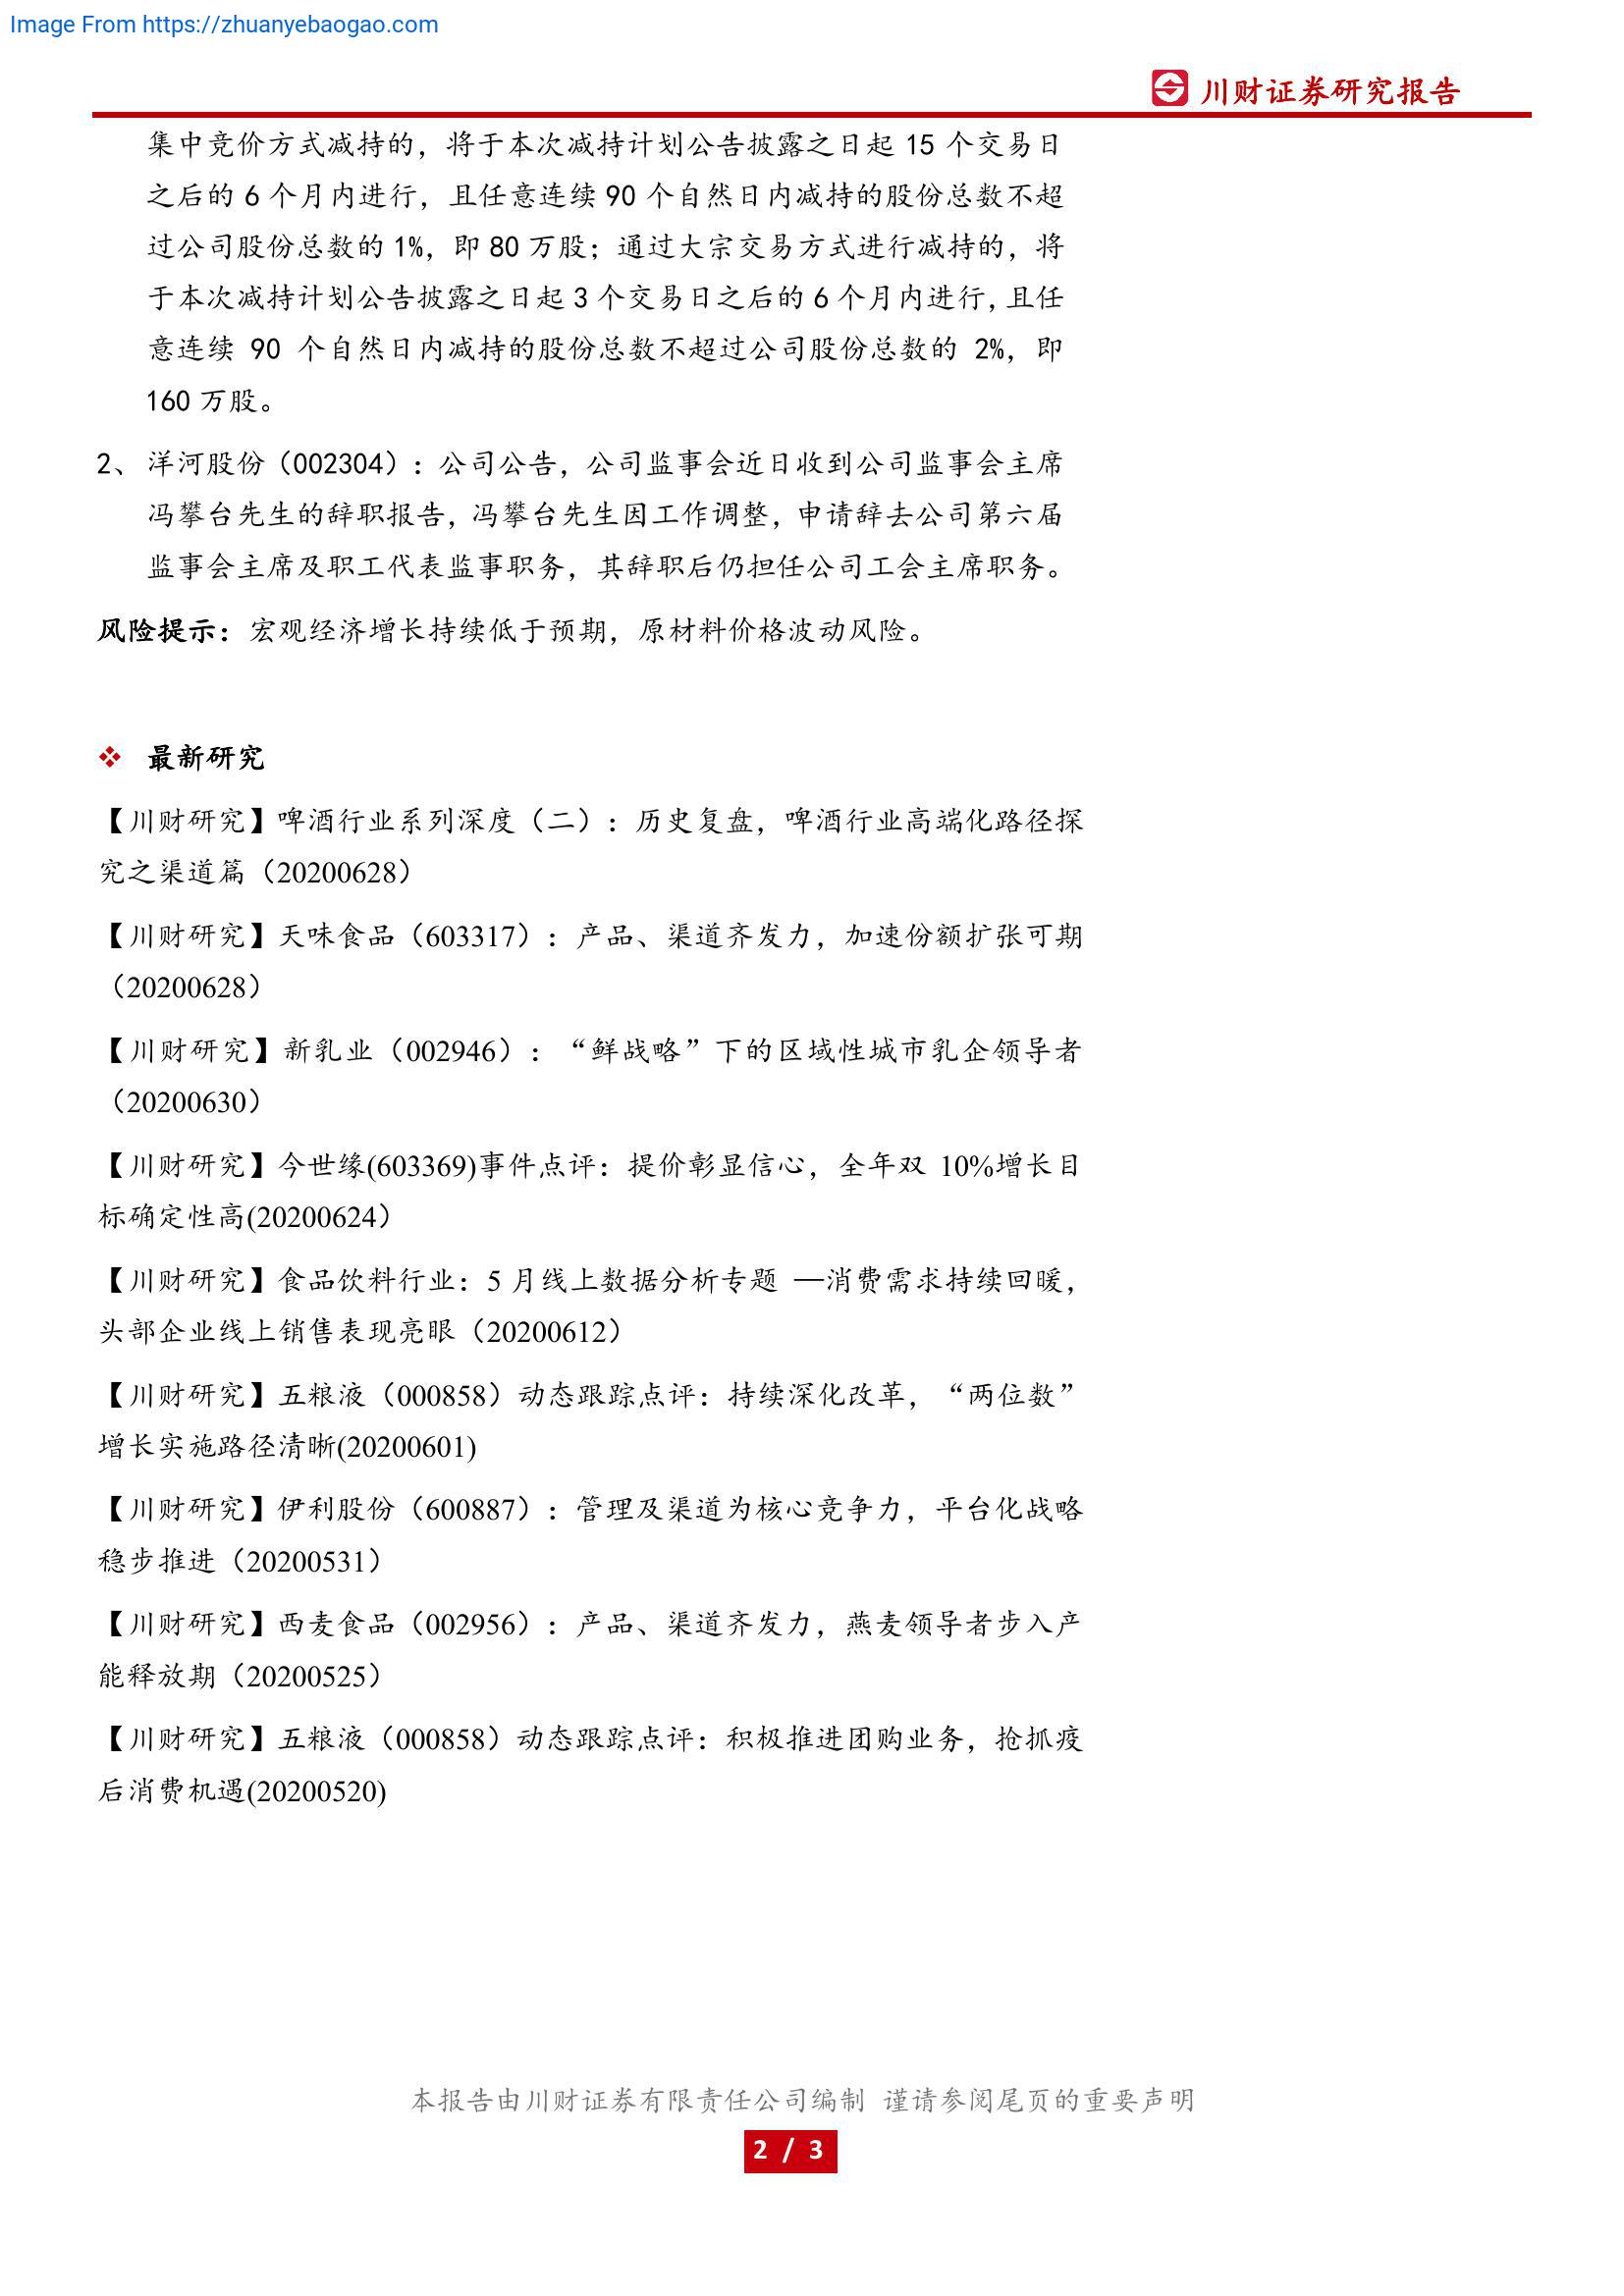 Image From https://zhuanyebaogao.com
川财证券研究报告
集中竞价方式减持的，将于本次减持计划公告披露之日起 15 个交易日
之后的 6 个月内进行，且任意连续 90 个自然日内减持的股份总数不超
过公司股份总数的 1%，即 80 万股；通过大宗交易方式进行减持的，将
于本次减持计划公告披露之日起 3 个交易日之后的 6 个月内进行，且任
意连续 90 个自然日内减持的股份总数不超过公司股份总数的 2%，即
160 万股。
2、 洋河股份（002304）：公司公告，公司监事会近日收到公司监事会主席
冯攀台先生的辞职报告，冯攀台先生因工作调整，申请辞去公司第六届
监事会主席及职工代表监事职务，其辞职后仍担任公司工会主席职务。
风险提示：宏观经济增长持续低于预期，原材料价格波动风险。
❖ 最新研究
【川财研究】啤酒行业系列深度（二）：历史复盘，啤酒行业高端化路径探
究之渠道篇（20200628）
【川财研究】天味食品（603317）：产品、渠道齐发力，加速份额扩张可期
（20200628）
【川财研究】新乳业（002946）：“鲜战略”下的区域性城市乳企领导者
（20200630）
【川财研究】今世缘(603369)事件点评：提价彰显信心，全年双 10%增长目
标确定性高(20200624）
【川财研究】食品饮料行业：5 月线上数据分析专题 —消费需求持续回暖，
头部企业线上销售表现亮眼（20200612）
【川财研究】五粮液（000858）动态跟踪点评：持续深化改革，“两位数”
增长实施路径清晰(20200601)
【川财研究】伊利股份（600887）：管理及渠道为核心竞争力，平台化战略
稳步推进（20200531）
【川财研究】西麦食品（002956）：产品、渠道齐发力，燕麦领导者步入产
能释放期（20200525）
【川财研究】五粮液（000858）动态跟踪点评：积极推进团购业务，抢抓疫
后消费机遇(20200520)
本报告由川财证券有限责任公司编制 谨请参阅尾页的重要声明
2 / 3